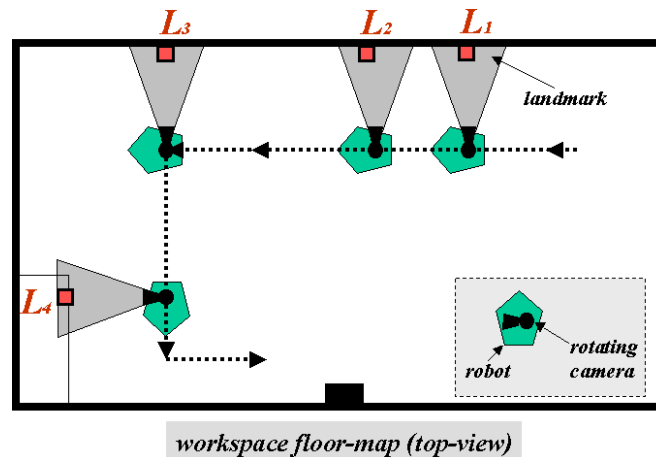 L3
L2
L1
landmark
L4
robot
rotating
camera
workspace floor-map (top-view)